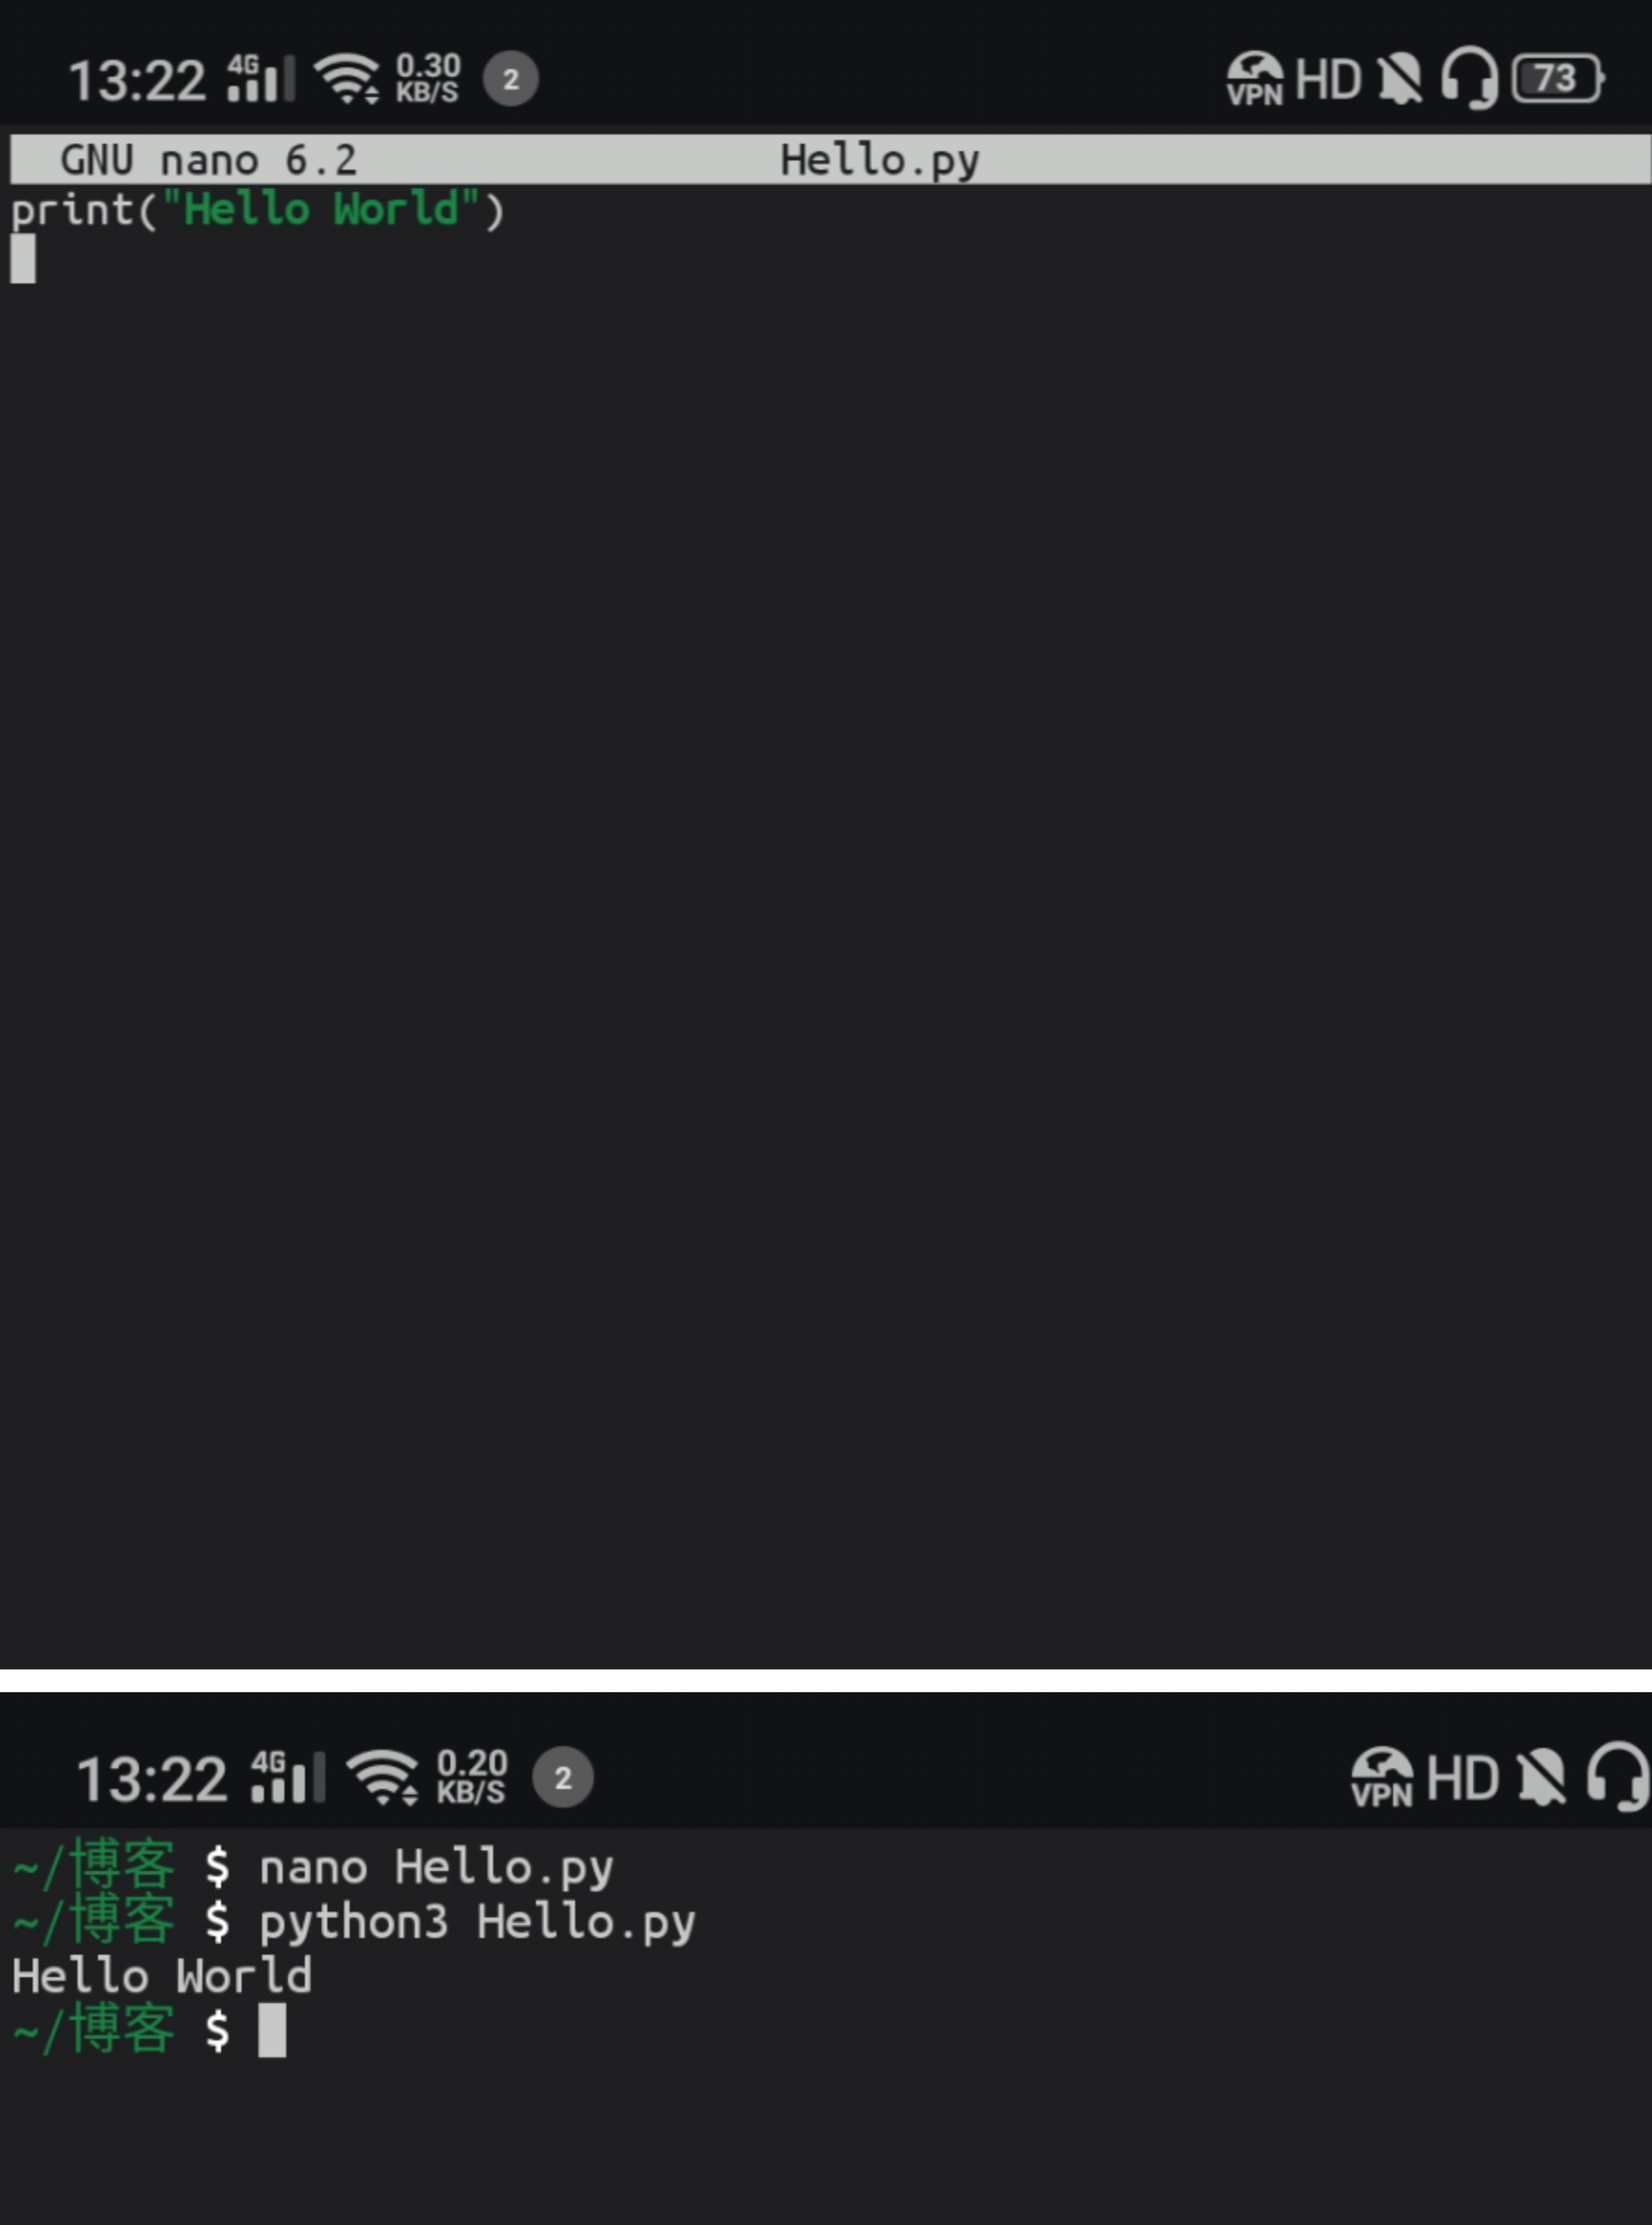 13:22 4G 0.30 KB/S 2 VPN HD 73
GNU nano 6.2 Hello.py
print("Hello World")
13:22 4G 0.20 KB/S 2 VPN HD
~/博客 $ nano Hello.py
~/博客 $ python3 Hello.py
Hello World
~/博客 $